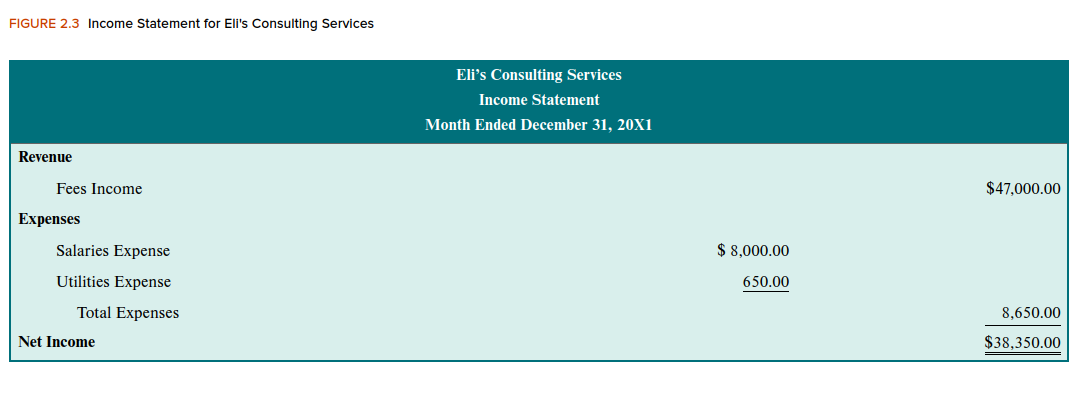 FIGURE 2.3 Income Statement for Eli's Consulting Services
Eli’s Consulting Services
Income Statement
Month Ended December 31, 20X1
Revenue
Fees Income $47,000.00
Expenses
Salaries Expense $ 8,000.00
Utilities Expense 650.00
Total Expenses 8,650.00
Net Income $38,350.00